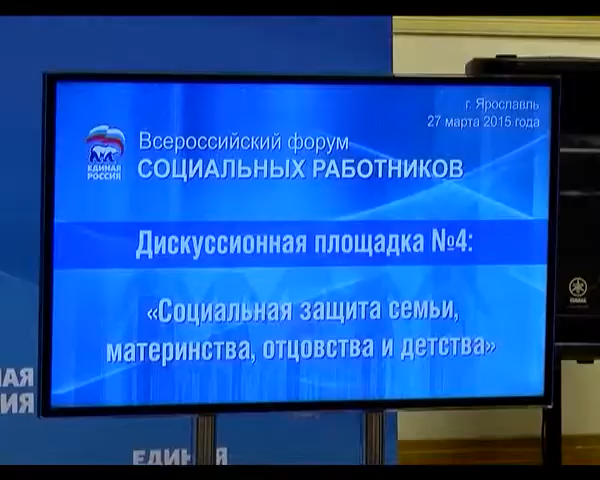 г. Ярославль
27 марта 2015 года
ЕДИНАЯ
РОССИЯ
Всероссийский форум
СОЦИАЛЬНЫХ РАБОТНИКОВ
Дискуссионная площадка №4:
«Социальная защита семьи,
материнства, отцовства и детства»